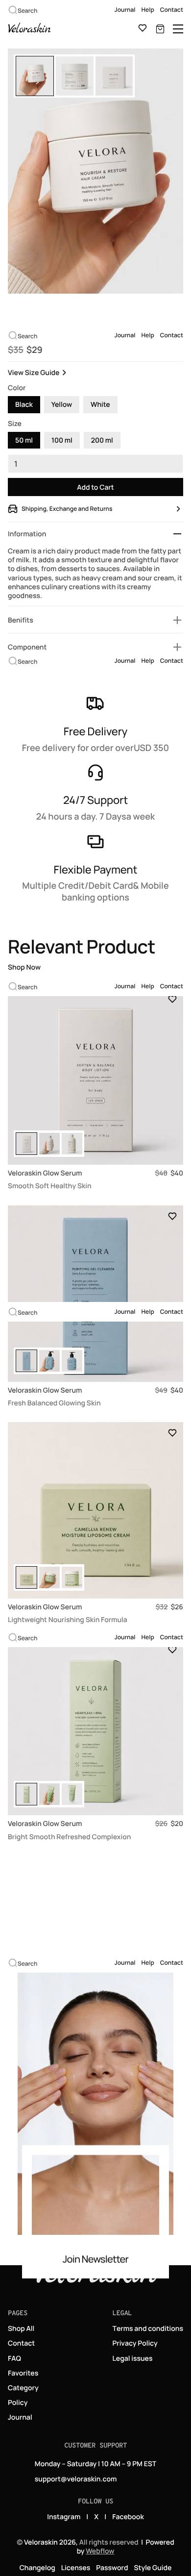 Search
Journal Help Contact
Veloraskin
VELORA
NOURISH & RESTORE
HAIR CREAM
Search
Journal Help Contact
$35 $29
View Size Guide
Color
Black Yellow White
Size
50 ml 100 ml 200 ml
1
Add to Cart
Shipping, Exchange and Returns
Information
Cream is a rich dairy product made from the fatty part
of milk. It adds a smooth texture and delightful flavor
to dishes, from desserts to sauces. Available in
various types, such as heavy cream and sour cream, it
enhances culinary creations with its creamy
goodness.
Benifits
Component
Search
Journal Help Contact
Free Delivery
Free delivery for order overUSD 350
24/7 Support
24 hours a day. 7 Daysa week
Flexible Payment
Multiple Credit/Debit Card& Mobile
banking options
Relevant Product
Shop Now
Search
Journal Help Contact
VELORA
BODY LOTION
Veloraskin Glow Serum
$48 $40
Smooth Soft Healthy Skin
VELORA
PURIFYING GEL CLEANSER
Search
Journal Help Contact
Veloraskin Glow Serum
$49 $40
Fresh Balanced Glowing Skin
VELORA
CAMELLIA RENEW
MOISTURE LIPOSOME CREAM
Veloraskin Glow Serum
$32 $26
Lightweight Nourishing Skin Formula
Search
Journal Help Contact
VELORA
Veloraskin Glow Serum
$26 $20
Bright Smooth Refreshed Complexion
Search
Journal Help Contact
Join Newsletter
Veloraskin
PAGES
Shop All
Contact
FAQ
Favorites
Category
Policy
Journal
LEGAL
Terms and conditions
Privacy Policy
Legal issues
CUSTOMER SUPPORT
Monday – Saturday | 10 AM – 9 PM EST
support@veloraskin.com
FOLLOW US
Instagram | X | Facebook
© Veloraskin 2026, All rights reserved | Powered
by Webflow
Changelog Licenses Password Style Guide